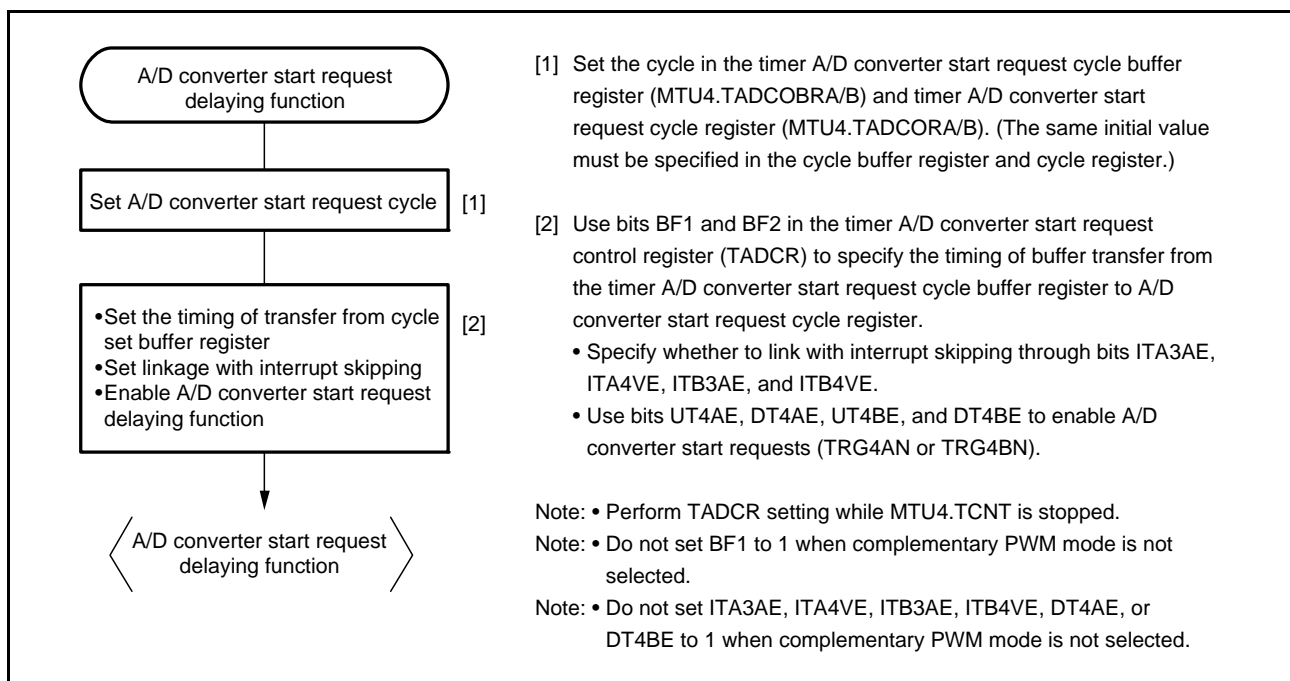 A/D converter start request
delaying function
Set A/D converter start request cycle
[1]
•Set the timing of transfer from cycle
set buffer register
•Set linkage with interrupt skipping
•Enable A/D converter start request
delaying function
[2]
A/D converter start request
delaying function
[1] Set the cycle in the timer A/D converter start request cycle buffer
register (MTU4.TADCOBRA/B) and timer A/D converter start
request cycle register (MTU4.TADCORA/B). (The same initial value
must be specified in the cycle buffer register and cycle register.)
[2] Use bits BF1 and BF2 in the timer A/D converter start request
control register (TADCR) to specify the timing of buffer transfer from
the timer A/D converter start request cycle buffer register to A/D
converter start request cycle register.
• Specify whether to link with interrupt skipping through bits ITA3AE,
ITA4VE, ITB3AE, and ITB4VE.
• Use bits UT4AE, DT4AE, UT4BE, and DT4BE to enable A/D
converter start requests (TRG4AN or TRG4BN).
Note: • Perform TADCR setting while MTU4.TCNT is stopped.
Note: • Do not set BF1 to 1 when complementary PWM mode is not
selected.
Note: • Do not set ITA3AE, ITA4VE, ITB3AE, ITB4VE, DT4AE, or
DT4BE to 1 when complementary PWM mode is not selected.